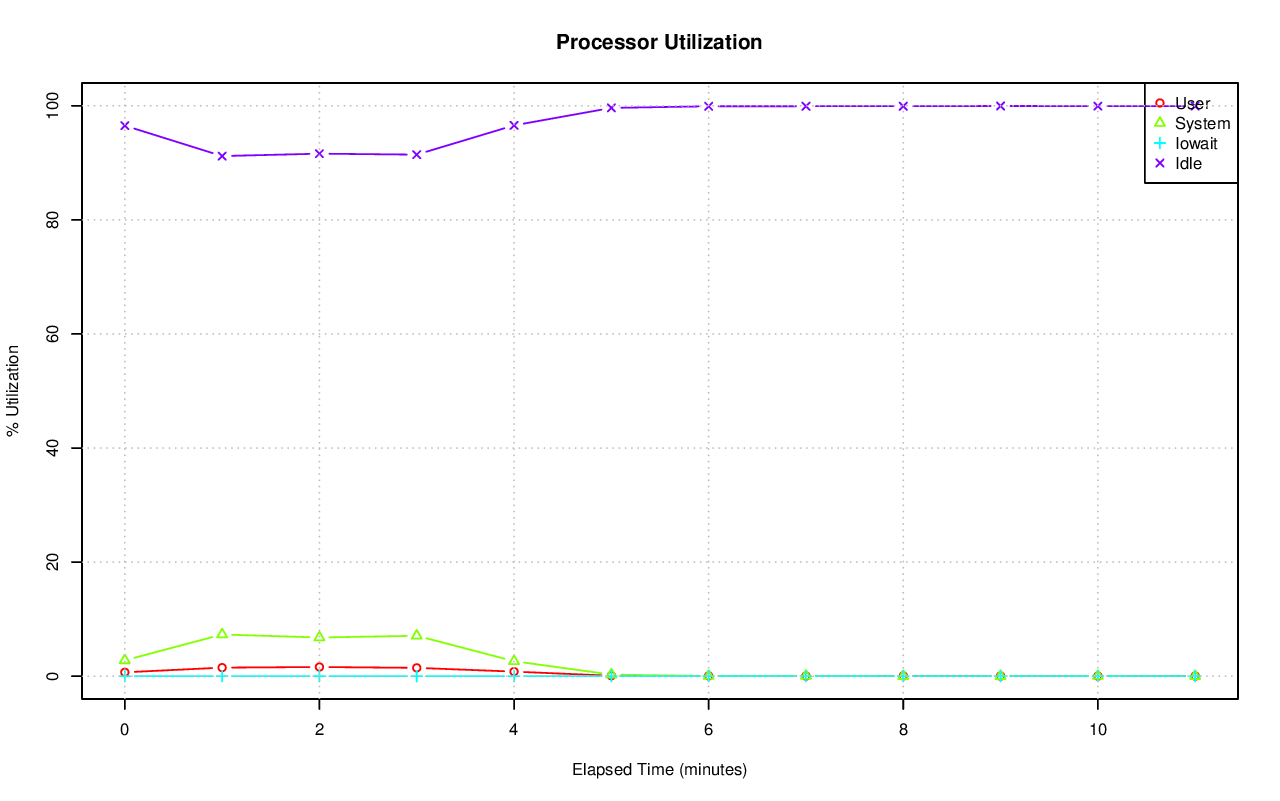 Processor Utilization
% Utilization
100
80
60
40
20
0
User
System
Iowait
Idle
0 2 4 6 8 10
Elapsed Time (minutes)